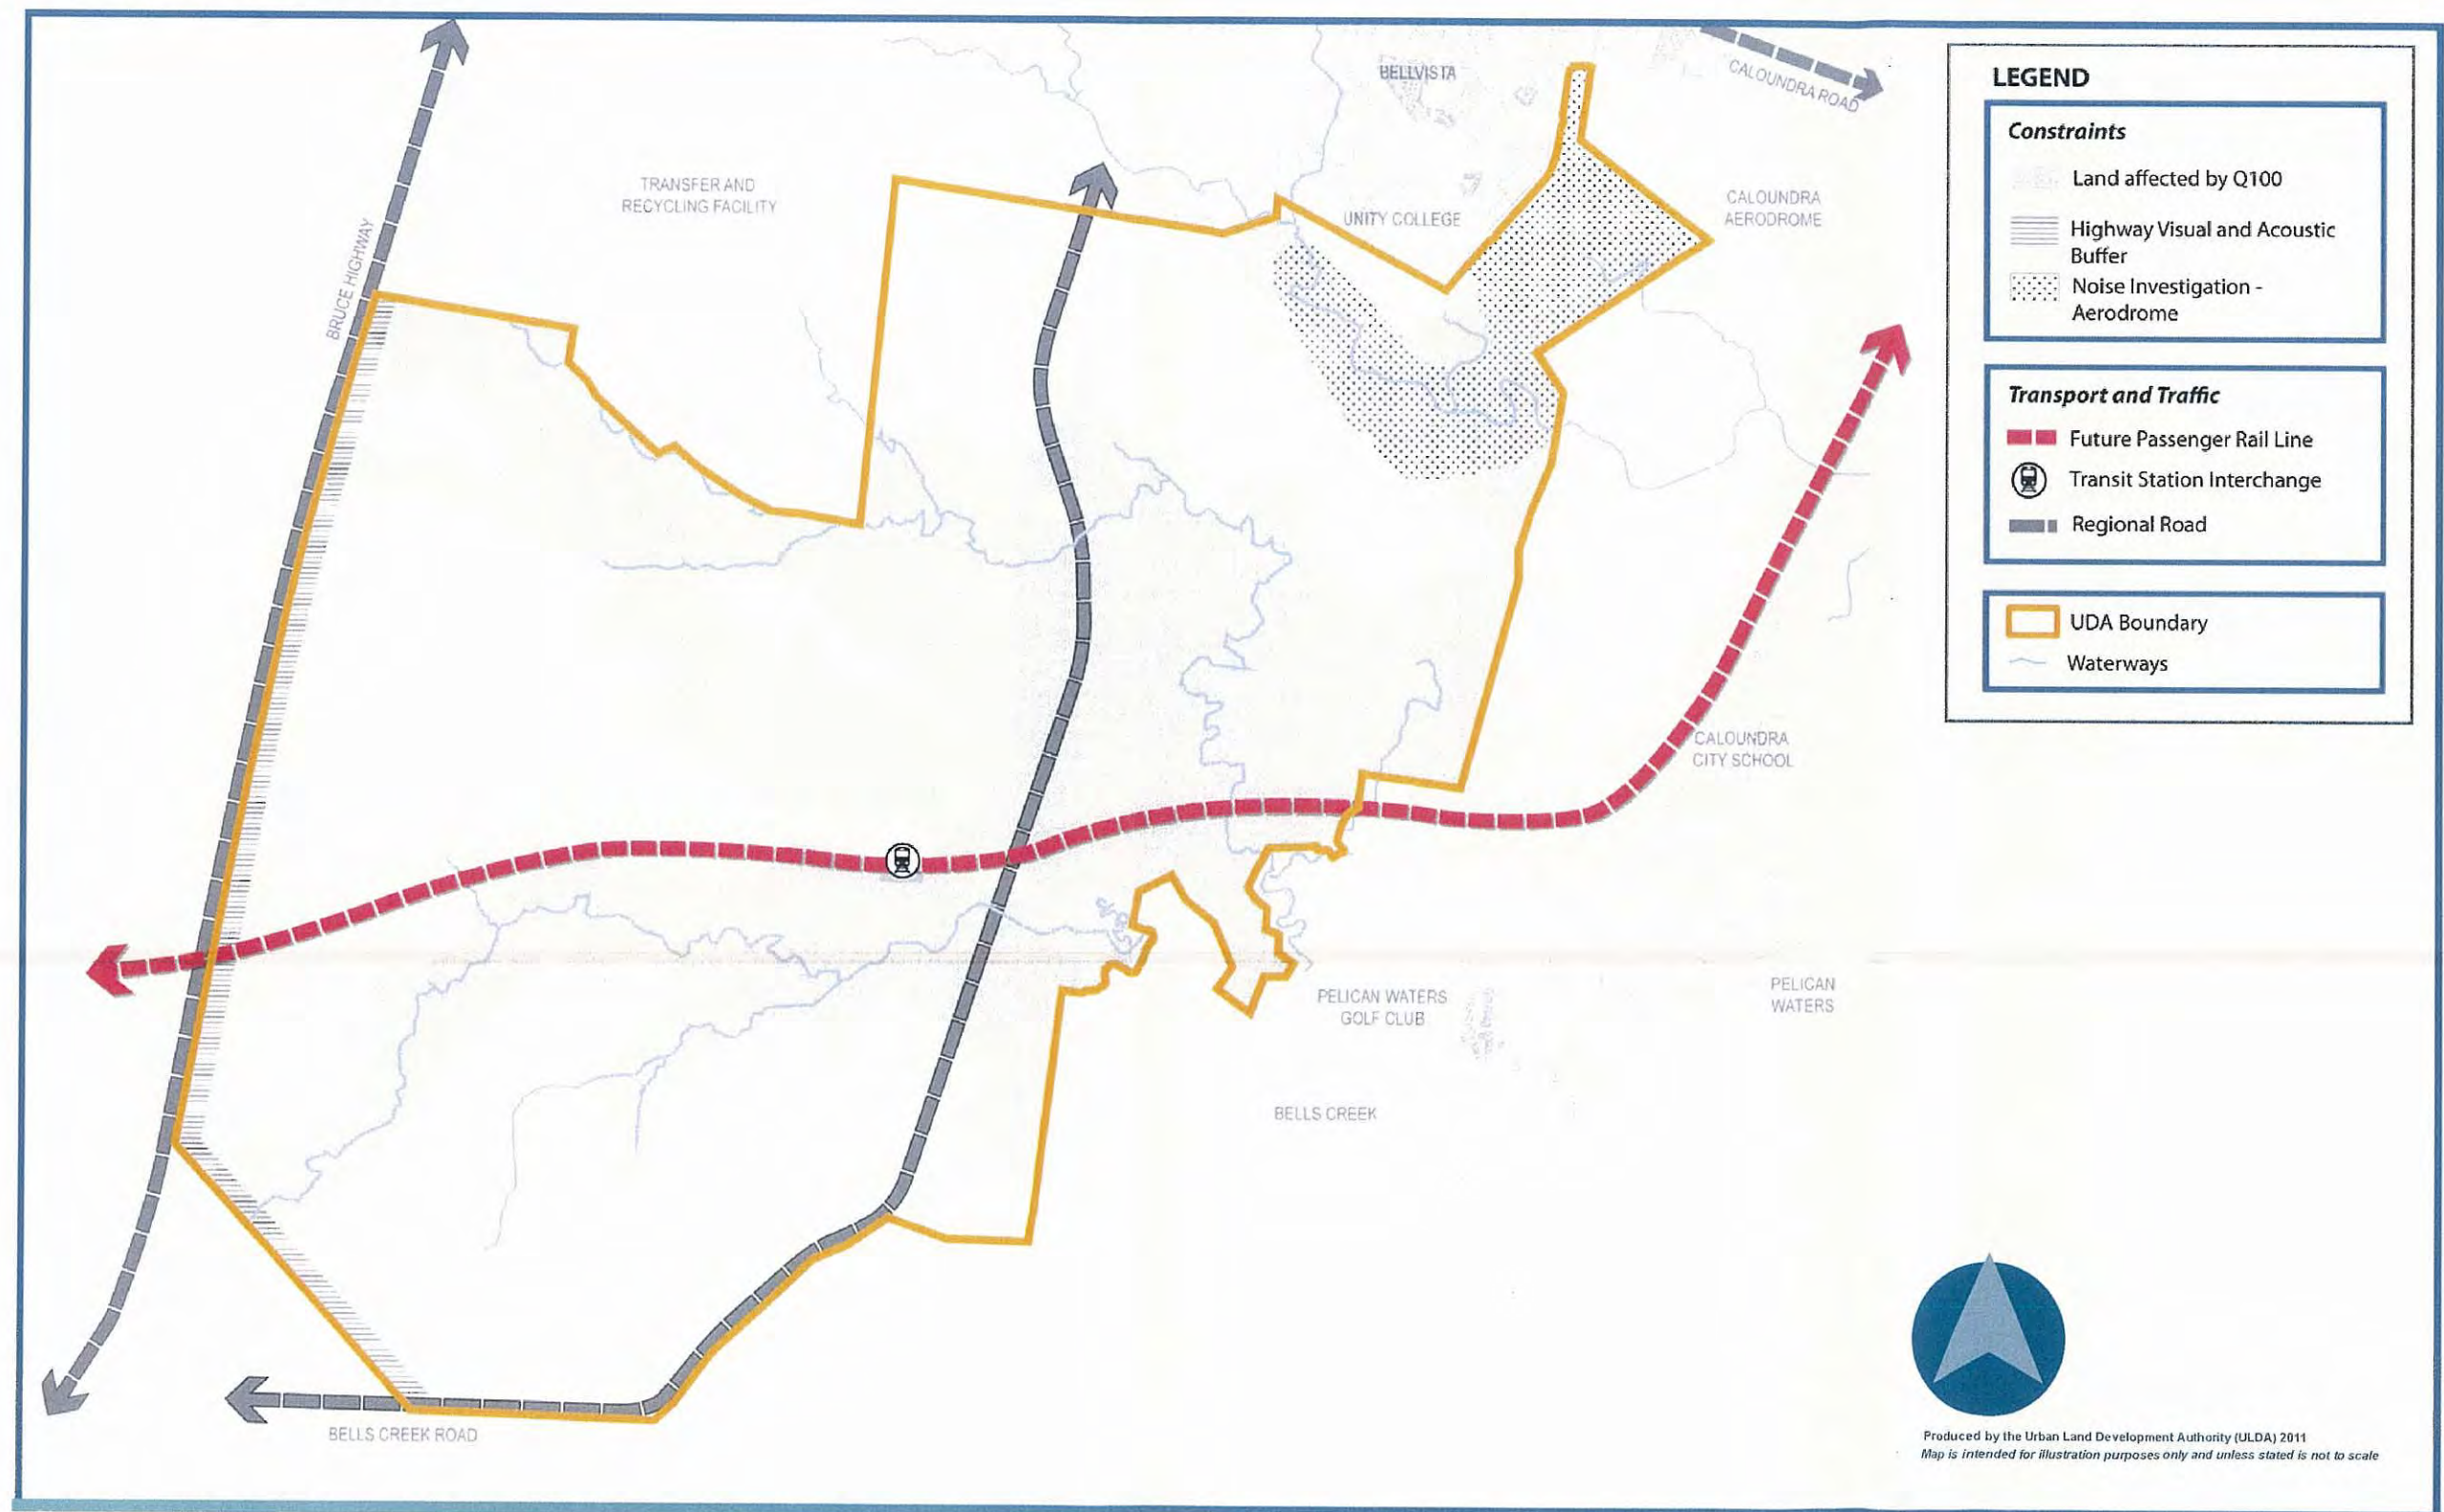 BELLVISTA
CALOUNDRA ROAD
TRANSFER AND
RECYCLING FACILITY
UNITY COLLEGE
CALOUNDRA
AERODROME
BRUCE HIGHWAY
CALOUNDRA
CITY SCHOOL
PELICAN WATERS
GOLF CLUB
PELICAN
WATERS
BELLS CREEK
BELLS CREEK ROAD
LEGEND
Constraints
Land affected by Q100
Highway Visual and Acoustic
Buffer
Noise Investigation -
Aerodrome
Transport and Traffic
Future Passenger Rail Line
Transit Station Interchange
Regional Road
UDA Boundary
Waterways
Produced by the Urban Land Development Authority (ULDA) 2011
Map is intended for illustration purposes only and unless stated is not to scale